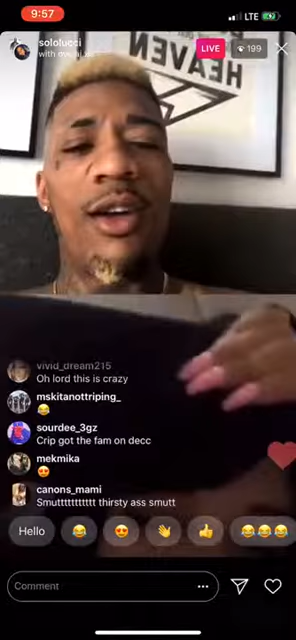 9:57
LTE
sololucci
LIVE
199
HEAVEN
vivid_dream215
Oh lord this is crazy
mskitanottriping_
😂
sourdee_3gz
Crip got the fam on decc
mekmika
😍
canons_mami
Smutttttttttt thirsty ass smutt
Hello
😂
😍
👋
👍
😂😂😂
Comment